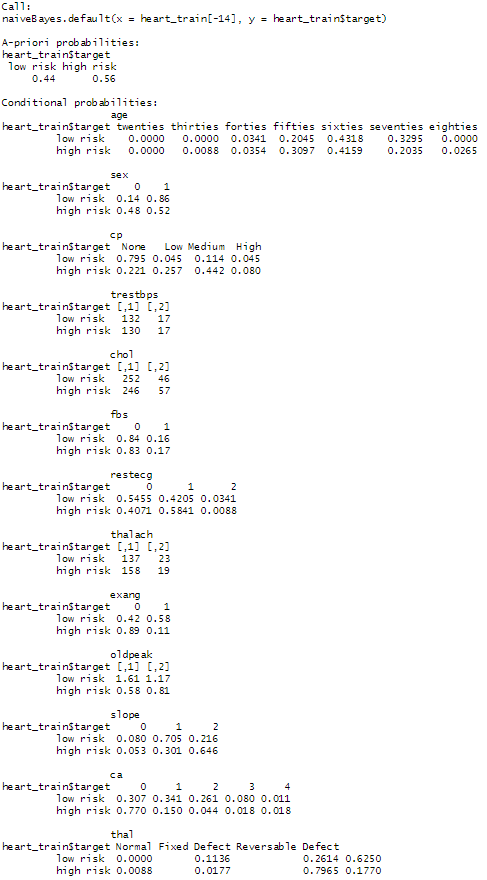 Call:
naiveBayes.default(x = heart_train[-14], y = heart_train$target)
A-priori probabilities:
heart_train$target
low risk high risk
0.44 0.56
Conditional probabilities:
age
heart_train$target twenties thirties forties fifties sixties seventies eighties
low risk 0.0000 0.0000 0.0341 0.2045 0.4318 0.3295 0.0000
high risk 0.0000 0.0088 0.0354 0.3097 0.4159 0.2035 0.0265
sex
heart_train$target 0 1
low risk 0.14 0.86
high risk 0.48 0.52
cp
heart_train$target None Low Medium High
low risk 0.795 0.045 0.114 0.045
high risk 0.221 0.257 0.442 0.080
trestbps
heart_train$target [,1] [,2]
low risk 132 17
high risk 130 17
chol
heart_train$target [,1] [,2]
low risk 252 46
high risk 246 57
fbs
heart_train$target 0 1
low risk 0.84 0.16
high risk 0.83 0.17
restecg
heart_train$target 0 1 2
low risk 0.5455 0.4205 0.0341
high risk 0.4071 0.5841 0.0088
thalach
heart_train$target [,1] [,2]
low risk 137 23
high risk 158 19
exang
heart_train$target 0 1
low risk 0.42 0.58
high risk 0.89 0.11
oldpeak
heart_train$target [,1] [,2]
low risk 1.61 1.17
high risk 0.58 0.81
slope
heart_train$target 0 1 2
low risk 0.080 0.705 0.216
high risk 0.053 0.301 0.646
ca
heart_train$target 0 1 2 3 4
low risk 0.307 0.341 0.261 0.080 0.011
high risk 0.770 0.150 0.044 0.018 0.018
thal
heart_train$target Normal Fixed Defect Reversable Defect
low risk 0.0000 0.1136 0.2614 0.6250
high risk 0.0088 0.0177 0.7965 0.1770